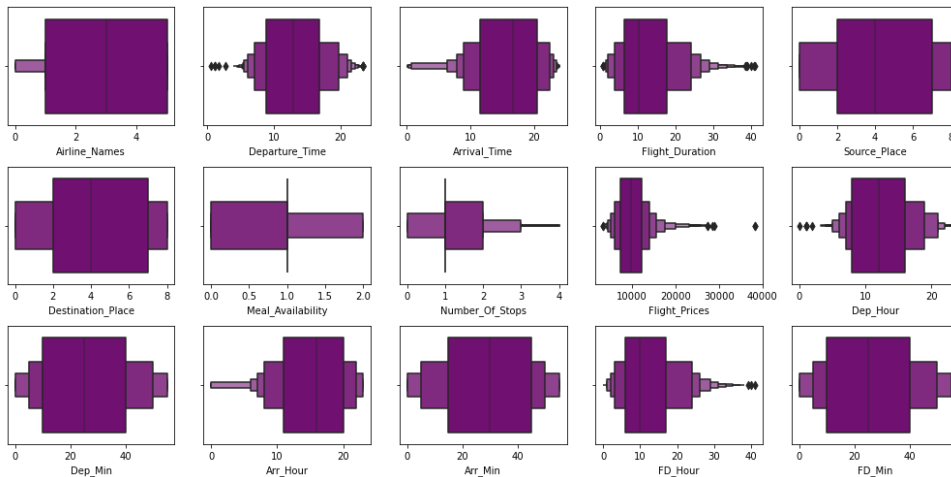 0 2 4
Airline_Names
0 10 20
Departure_Time
0 10 20
Arrival_Time
0 10 20 30 40
Flight_Duration
0 2 4 6 8
Source_Place
0 2 4 6 8
Destination_Place
0.0 0.5 1.0 1.5 2.0
Meal_Availability
0 1 2 3 4
Number_Of_Stops
10000 20000 30000 40000
Flight_Prices
0 10 20
Dep_Hour
0 20 40
Dep_Min
0 10 20
Arr_Hour
0 20 40
Arr_Min
0 10 20 30 40
FD_Hour
0 20 40
FD_Min